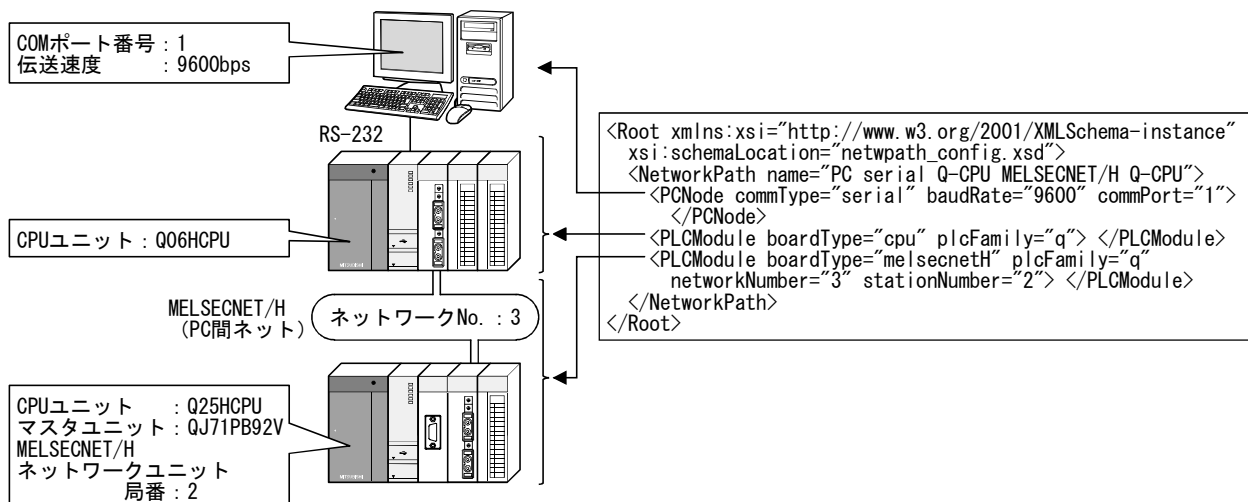 COMポート番号：1
伝送速度　　　：9600bps
RS-232
CPUユニット：Q06HCPU
MELSECNET/H
（PC間ネット）
ネットワークNo.：3
CPUユニット　　：Q25HCPU
マスタユニット：QJ71PB92V
MELSECNET/H
ネットワークユニット
局番：2
<Root xmlns:xsi="http://www.w3.org/2001/XMLSchema-instance"
xsi:schemaLocation="netwpath_config.xsd">
<NetworkPath name="PC serial Q-CPU MELSECNET/H Q-CPU">
<PCNode commType="serial" baudRate="9600" commPort="1">
</PCNode>
<PLCModule boardType="cpu" plcFamily="q"> </PLCModule>
<PLCModule boardType="melsecnetH" plcFamily="q"
networkNumber="3" stationNumber="2"> </PLCModule>
</NetworkPath>
</Root>